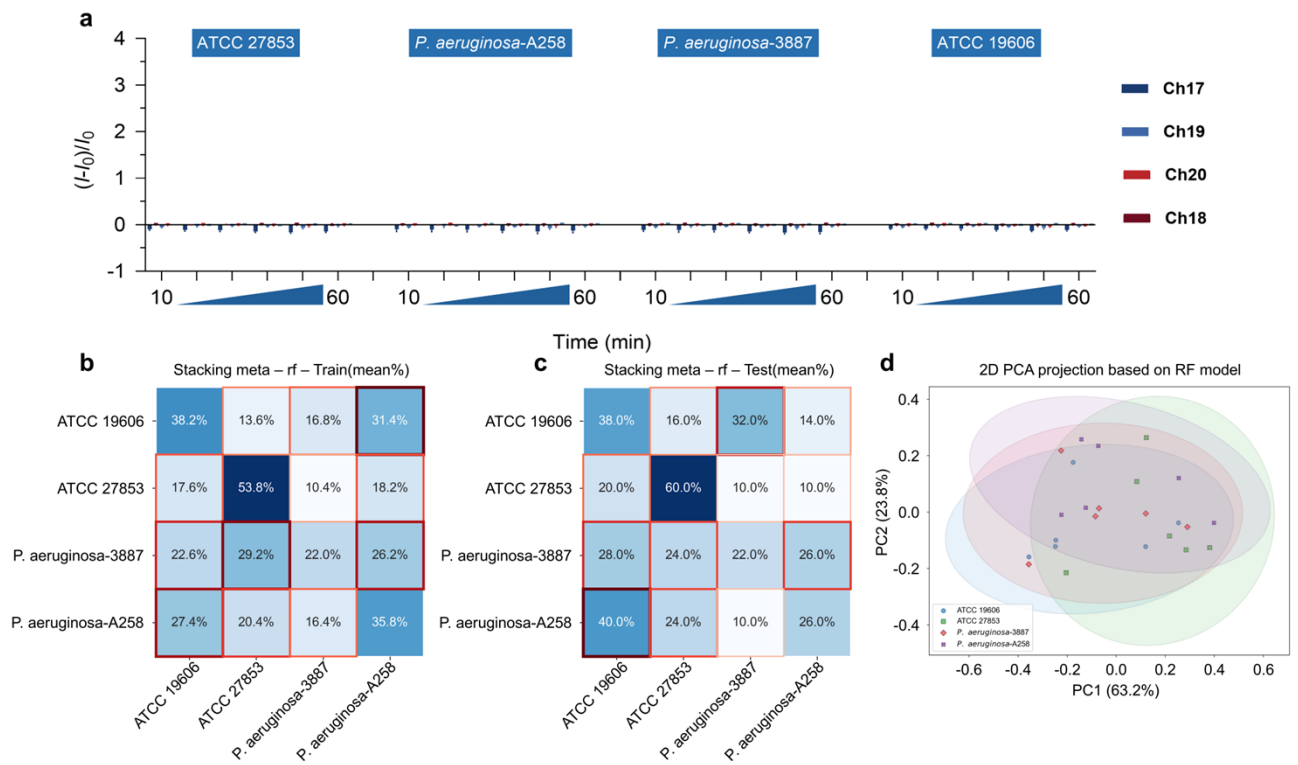 a
ATCC 27853
P. aeruginosa-A258
P. aeruginosa-3887
ATCC 19606
4
3
2
1
0
-1
(I-I0)/I0
Ch17
Ch19
Ch20
Ch18
10 60 10 60 10 60 10 60
Time (min)
b
Stacking meta – rf – Train(mean%)
ATCC 19606 38.2% 13.6% 16.8% 31.4%
ATCC 27853 17.6% 53.8% 10.4% 18.2%
P. aeruginosa-3887 22.6% 29.2% 22.0% 26.2%
P. aeruginosa-A258 27.4% 20.4% 16.4% 35.8%
ATCC 19606
ATCC 27853
P. aeruginosa-3887
P. aeruginosa-A258
c
Stacking meta – rf – Test(mean%)
ATCC 19606 38.0% 16.0% 32.0% 14.0%
ATCC 27853 20.0% 60.0% 10.0% 10.0%
P. aeruginosa-3887 28.0% 24.0% 22.0% 26.0%
P. aeruginosa-A258 40.0% 24.0% 10.0% 26.0%
ATCC 19606
ATCC 27853
P. aeruginosa-3887
P. aeruginosa-A258
d
2D PCA projection based on RF model
0.4
0.2
0.0
-0.2
-0.4
PC2 (23.8%)
ATCC 19606
ATCC 27853
P. aeruginosa-3887
P. aeruginosa-A258
-0.6 -0.4 -0.2 0.0 0.2 0.4 0.6
PC1 (63.2%)